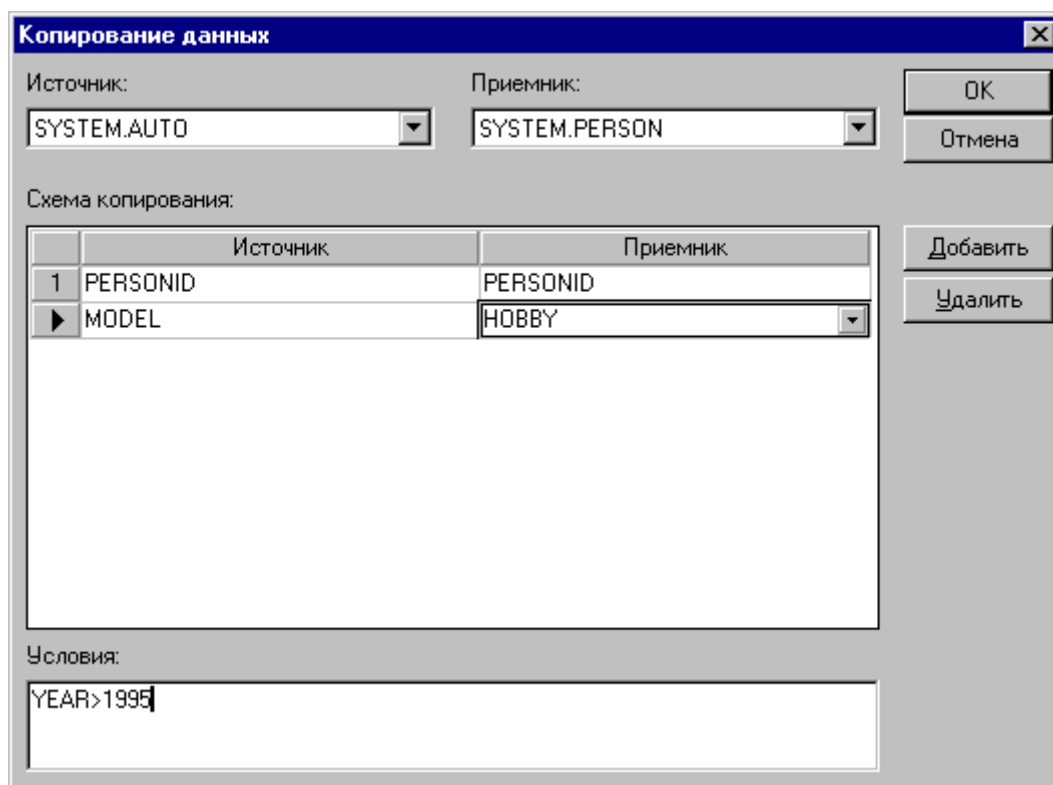 Копирование данных
Источник: Приемник:
SYSTEM.AUTO SYSTEM.PERSON
OK
Отмена
Схема копирования:
Источник Приемник
1 PERSONID PERSONID
MODEL HOBBY
Добавить
Удалить
Условия:
YEAR>1995